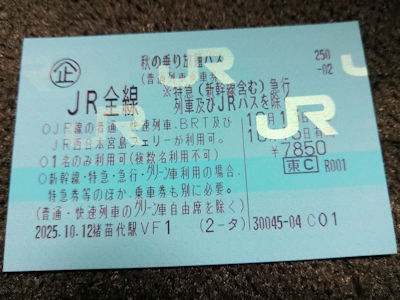 企 秋の乗り放題パス 250
(普通列車 -02
JR全線 ※特急(新幹線含む)急行
列車及びJRバスを除
○JR線の普通・快速列車、BRT及び
JR西日本宮島フェリーが利用可。
○1名のみ利用可(複数名利用不可) ¥7850
○新幹線・特急・急行・グリーン車利用の場合、 東C R001
特急券等のほか、乗車券も別に必要。
(普通・快速列車のグリーン車自由席を除く)
2025.10.12猪苗代駅VF1 (2-タ) 30045-04 C01
JR
JR